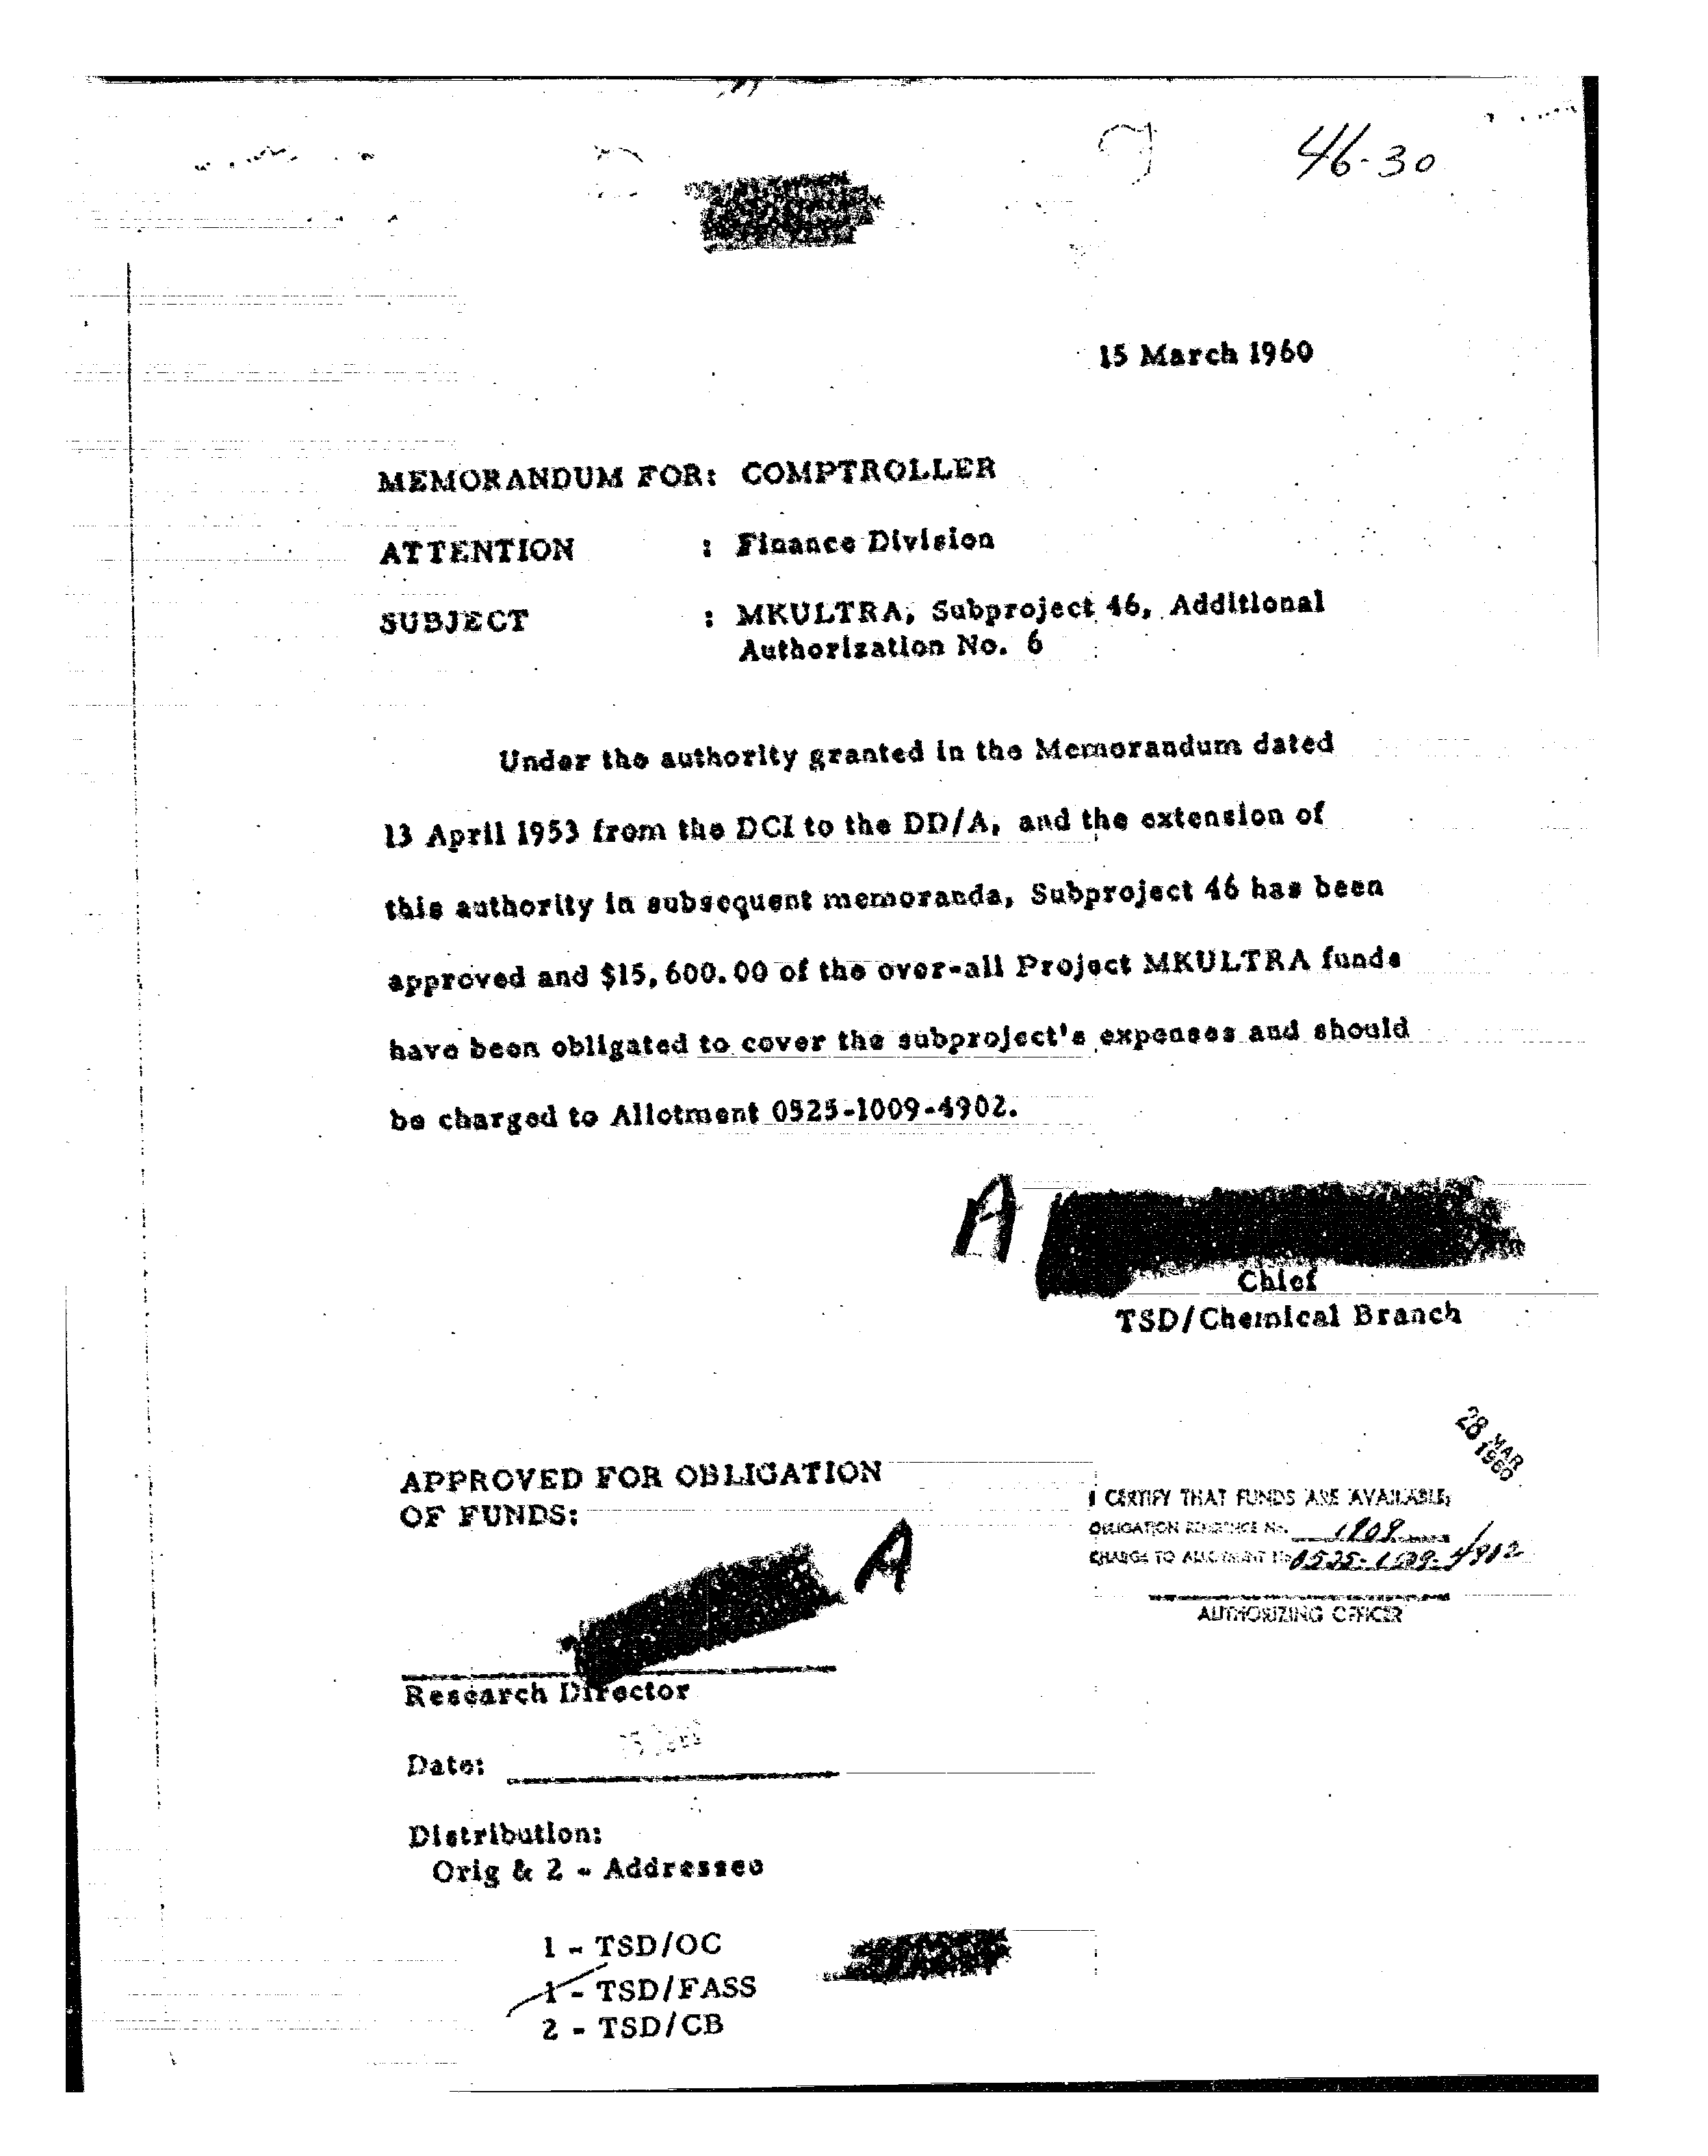 46-30
15 March 1960
MEMORANDUM FOR: COMPTROLLER
ATTENTION : Finance Division
SUBJECT : MKULTRA, Subproject 46, Additional
Authorization No. 6
Under the authority granted in the Memorandum dated
13 April 1953 from the DCI to the DD/A, and the extension of
this authority in subsequent memoranda, Subproject 46 has been
approved and $15,600.00 of the over-all Project MKULTRA funds
have been obligated to cover the subproject's expenses and should
be charged to Allotment 0525-1009-4902.
A
Chief
TSD/Chemical Branch
28 MAR
1960
APPROVED FOR OBLIGATION
OF FUNDS:
I CERTIFY THAT FUNDS ARE AVAILABLE
OBLIGATION REFERENCE No. 1909
CHARGE TO ALLOTMENT No. 0525-1009-4902
AUTHORIZING OFFICER
A
Research Director
Date:
Distribution:
Orig & 2 - Addressee
1 - TSD/OC
1 - TSD/FASS
2 - TSD/CB